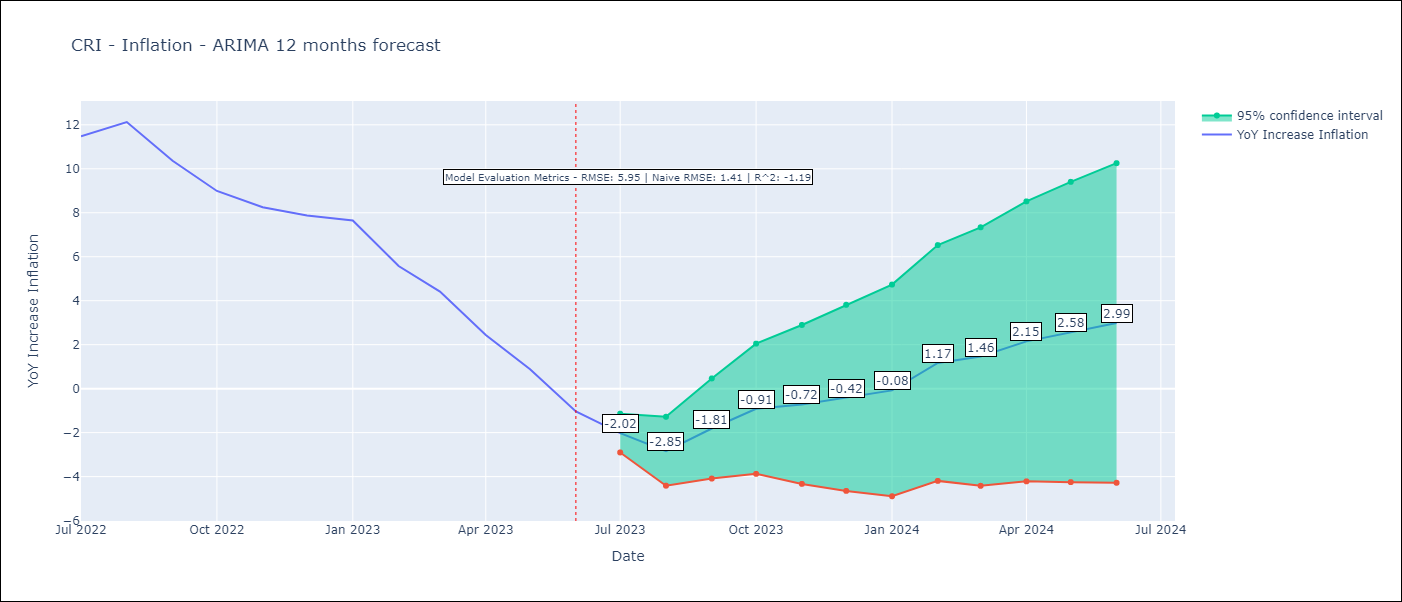 CRI - Inflation - ARIMA 12 months forecast
95% confidence interval
YoY Increase Inflation
Model Evaluation Metrics - RMSE: 5.95 | Naive RMSE: 1.41 | R^2: -1.19
YoY Increase Inflation
12
10
8
6
4
2
0
−2
−4
−6
-2.02
-2.85
-1.81
-0.91
-0.72
-0.42
-0.08
1.17
1.46
2.15
2.58
2.99
Jul 2022
Oct 2022
Jan 2023
Apr 2023
Jul 2023
Oct 2023
Jan 2024
Apr 2024
Jul 2024
Date